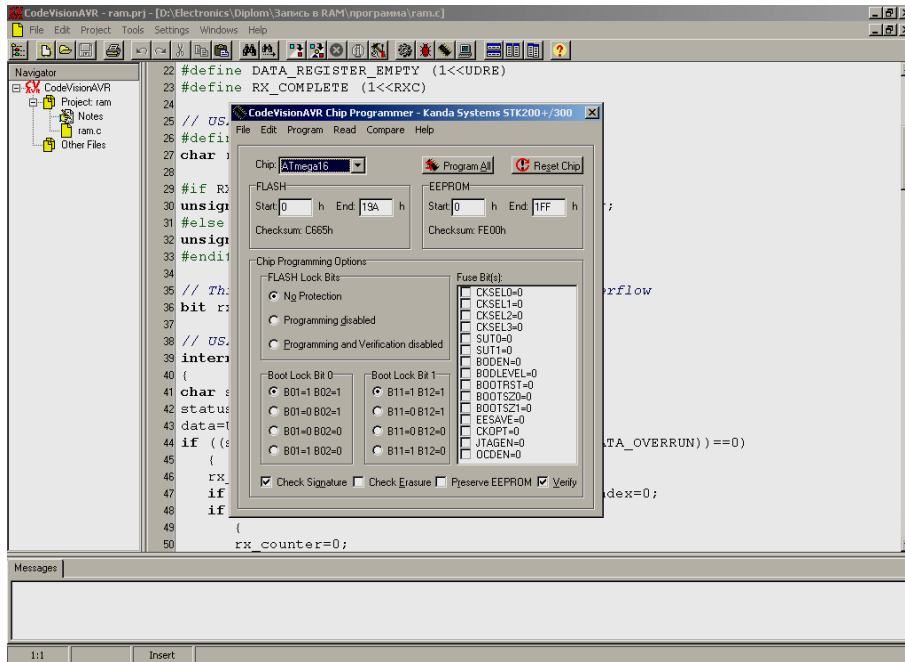 CodeVisionAVR - ram.prj - [D:\Electronics\Diplom\Запись в RAM\программа\ram.c]
File Edit Project Tools Settings Windows Help
Navigator
CodeVisionAVR
Project: ram
Notes
ram.c
Other Files
22 #define DATA_REGISTER_EMPTY (1<<UDRE)
23 #define RX_COMPLETE (1<<RXC)
24
25 // US
26 #defi
27 char
28
29 #if R
30 unsig
31 #else
32 unsig
33 #endif
34
35 // Th erflow
36 bit r
37
38 // US
39 inter
40 {
41 char s
42 status
43 data=
44 if ((s TA_OVERRUN))==0)
45 {
46 rx_
47 if dex=0;
48 if
49 {
50 rx_counter=0;
CodeVisionAVR Chip Programmer - Kanda Systems STK200+/300
File Edit Program Read Compare Help
Chip: ATmega16 Program All Reset Chip
FLASH
Start: 0 h End: 19A h
Checksum: C665h
EEPROM
Start: 0 h End: 1FF h
Checksum: FE00h
Chip Programming Options
FLASH Lock Bits
No Protection
Programming disabled
Programming and Verification disabled
Boot Lock Bit 0
B01=1 B02=1
B01=0 B02=1
B01=0 B02=0
B01=1 B02=0
Boot Lock Bit 1
B11=1 B12=1
B11=0 B12=1
B11=0 B12=0
B11=1 B12=0
Fuse Bit(s):
CKSEL0=0
CKSEL1=0
CKSEL2=0
CKSEL3=0
SUT0=0
SUT1=0
BODEN=0
BODLEVEL=0
BOOTRST=0
BOOTSZ0=0
BOOTSZ1=0
EESAVE=0
CKOPT=0
JTAGEN=0
OCDEN=0
Check Signature Check Erasure Preserve EEPROM Verify
Messages
1:1 Insert